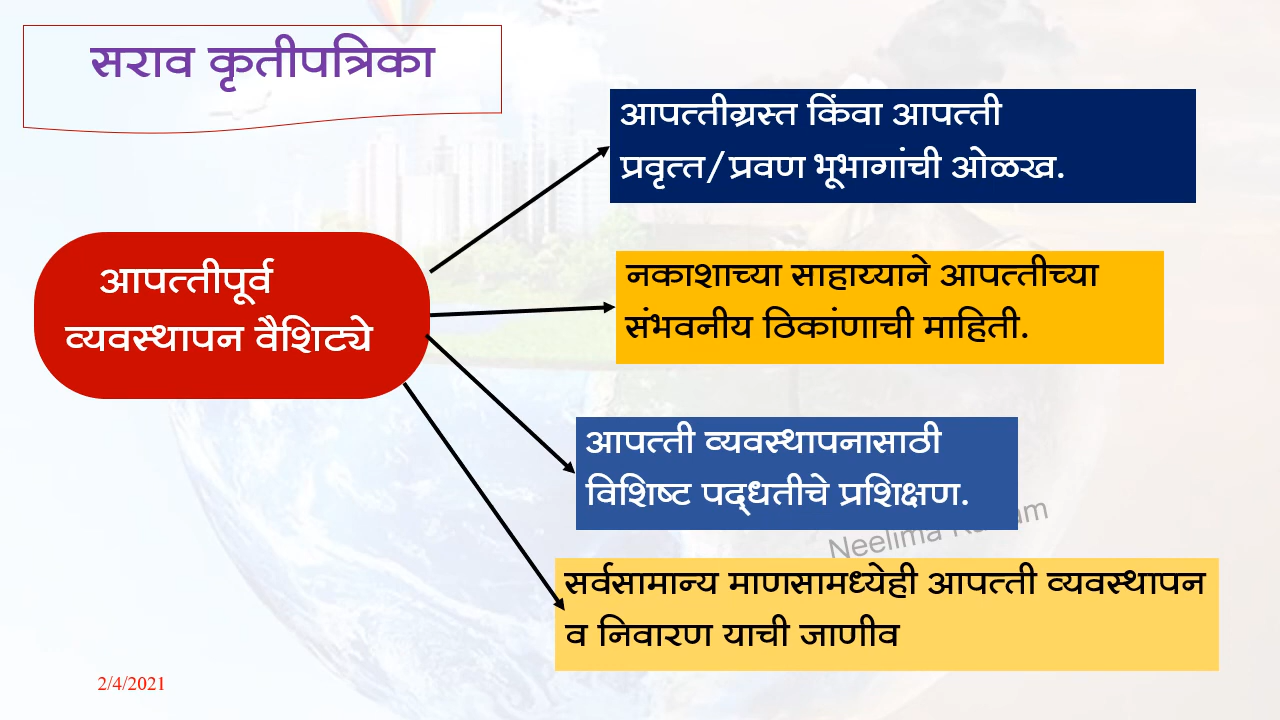 सराव कृतीपत्रिका
आपत्तीग्रस्त किंवा आपत्ती
प्रवृत्त/प्रवण भूभागांची ओळख.
आपत्तीपूर्व
व्यवस्थापन वैशिट्ये
नकाशाच्या साहाय्याने आपत्तीच्या
संभवनीय ठिकांणाची माहिती.
आपत्ती व्यवस्थापनासाठी
विशिष्ट पद्धतीचे प्रशिक्षण.
Neelima
सर्वसामान्य माणसामध्येही आपत्ती व्यवस्थापन
व निवारण याची जाणीव
2/4/2021